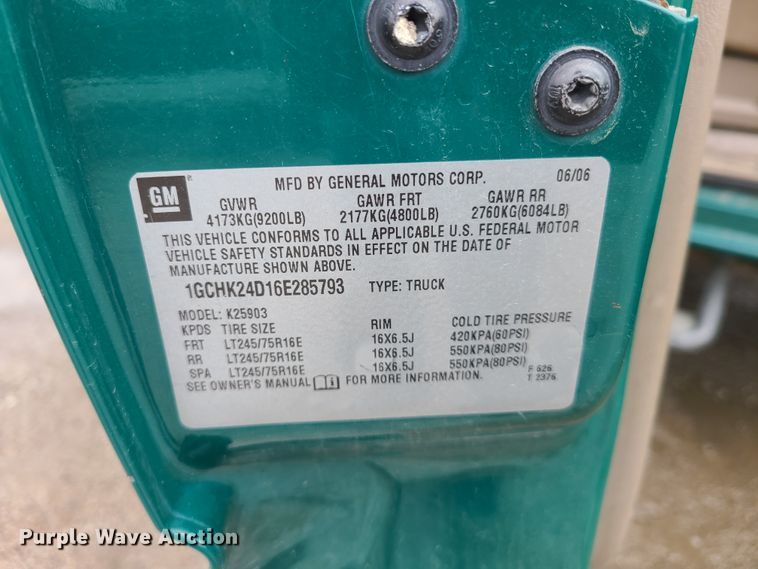 GM
MFD BY GENERAL MOTORS CORP. 06/06
GVWR GAWR FRT GAWR RR
4173KG(9200LB) 2177KG(4800LB) 2760KG(6084LB)
THIS VEHICLE CONFORMS TO ALL APPLICABLE U.S. FEDERAL MOTOR
VEHICLE SAFETY STANDARDS IN EFFECT ON THE DATE OF
MANUFACTURE SHOWN ABOVE.
1GCHK24D16E285793 TYPE: TRUCK
MODEL: K25903
KPDS TIRE SIZE RIM COLD TIRE PRESSURE
FRT LT245/75R16E 16X6.5J 420KPA(60PSI)
RR LT245/75R16E 16X6.5J 550KPA(80PSI)
SPA LT245/75R16E 16X6.5J 550KPA(80PSI)
SEE OWNER'S MANUAL FOR MORE INFORMATION.
F 626
T 2376
Purple Wave Auction